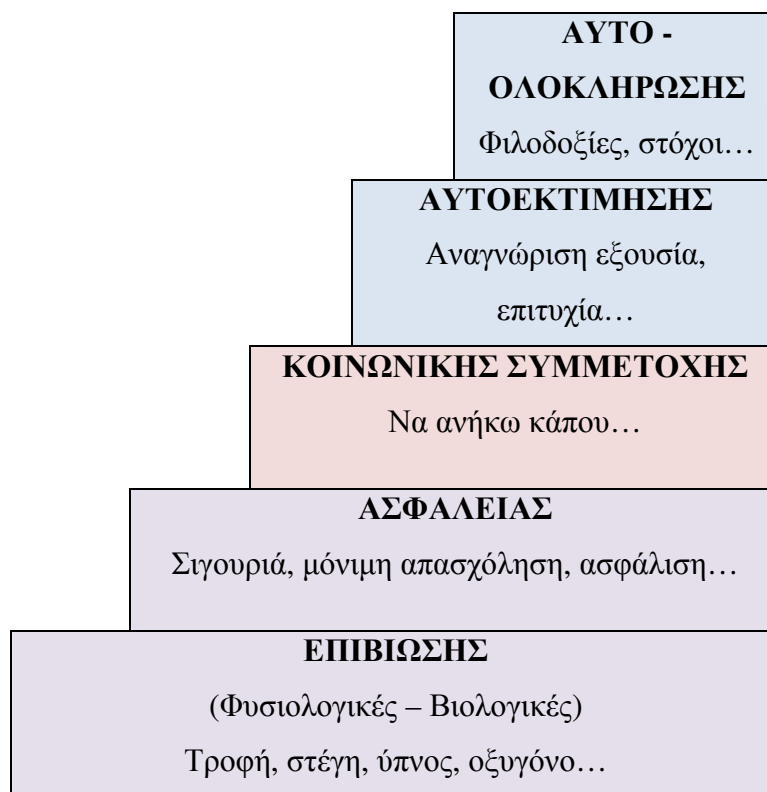 ΑΥΤΟ -
ΟΛΟΚΛΗΡΩΣΗΣ
Φιλοδοξίες, στόχοι…
ΑΥΤΟΕΚΤΙΜΗΣΗΣ
Αναγνώριση εξουσία,
επιτυχία…
ΚΟΙΝΩΝΙΚΗΣ ΣΥΜΜΕΤΟΧΗΣ
Να ανήκω κάπου…
ΑΣΦΑΛΕΙΑΣ
Σιγουριά, μόνιμη απασχόληση, ασφάλιση…
ΕΠΙΒΙΩΣΗΣ
(Φυσιολογικές – Βιολογικές)
Τροφή, στέγη, ύπνος, οξυγόνο…